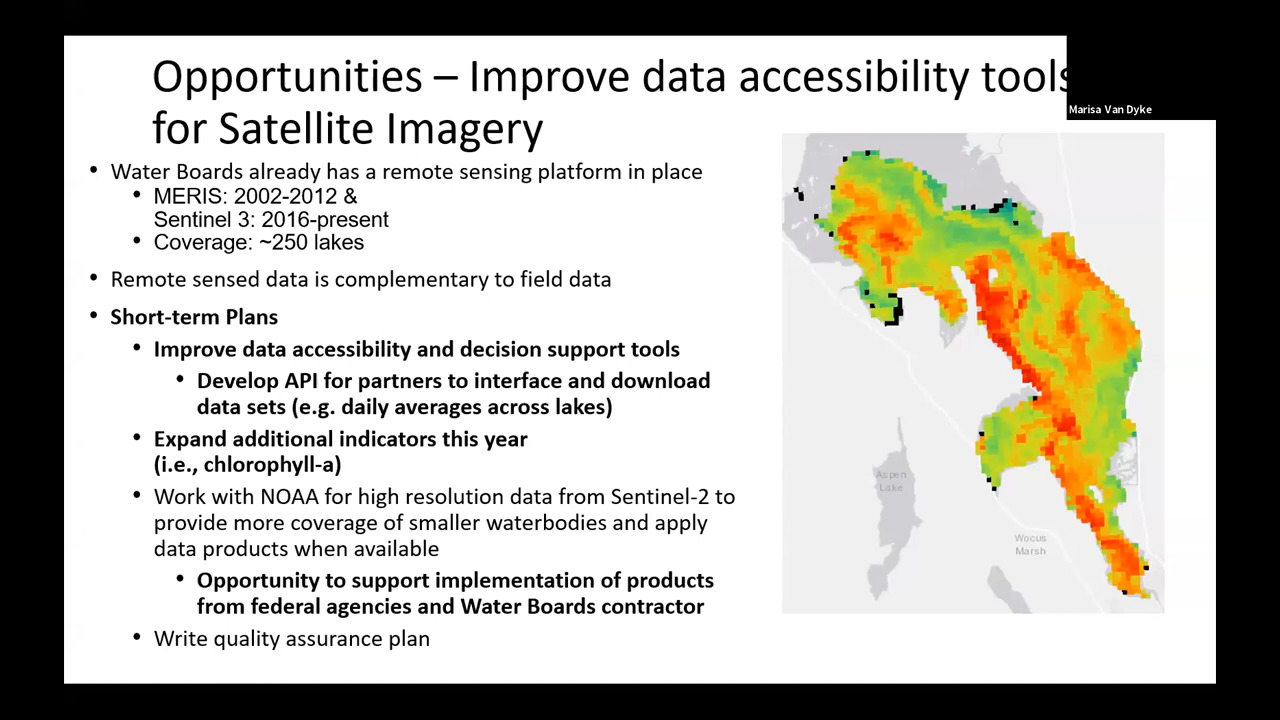 Opportunities – Improve data accessibility tools
for Satellite Imagery
Marisa Van Dyke
• Water Boards already has a remote sensing platform in place
• MERIS: 2002-2012 &
Sentinel 3: 2016-present
• Coverage: ~250 lakes
• Remote sensed data is complementary to field data
• Short-term Plans
• Improve data accessibility and decision support tools
• Develop API for partners to interface and download
data sets (e.g. daily averages across lakes)
• Expand additional indicators this year
(i.e., chlorophyll-a)
• Work with NOAA for high resolution data from Sentinel-2 to
provide more coverage of smaller waterbodies and apply
data products when available
• Opportunity to support implementation of products
from federal agencies and Water Boards contractor
• Write quality assurance plan
Aspen
Lake
Wocus
Marsh